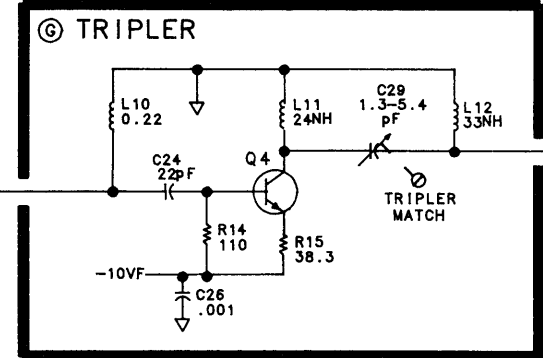 G TRIPLER
L10
0.22
L11
24NH
C29
1.3-5.4
pF
L12
33NH
C24
22pF
Q4
TRIPLER
MATCH
R14
110
R15
38.3
-10VF
C26
.001